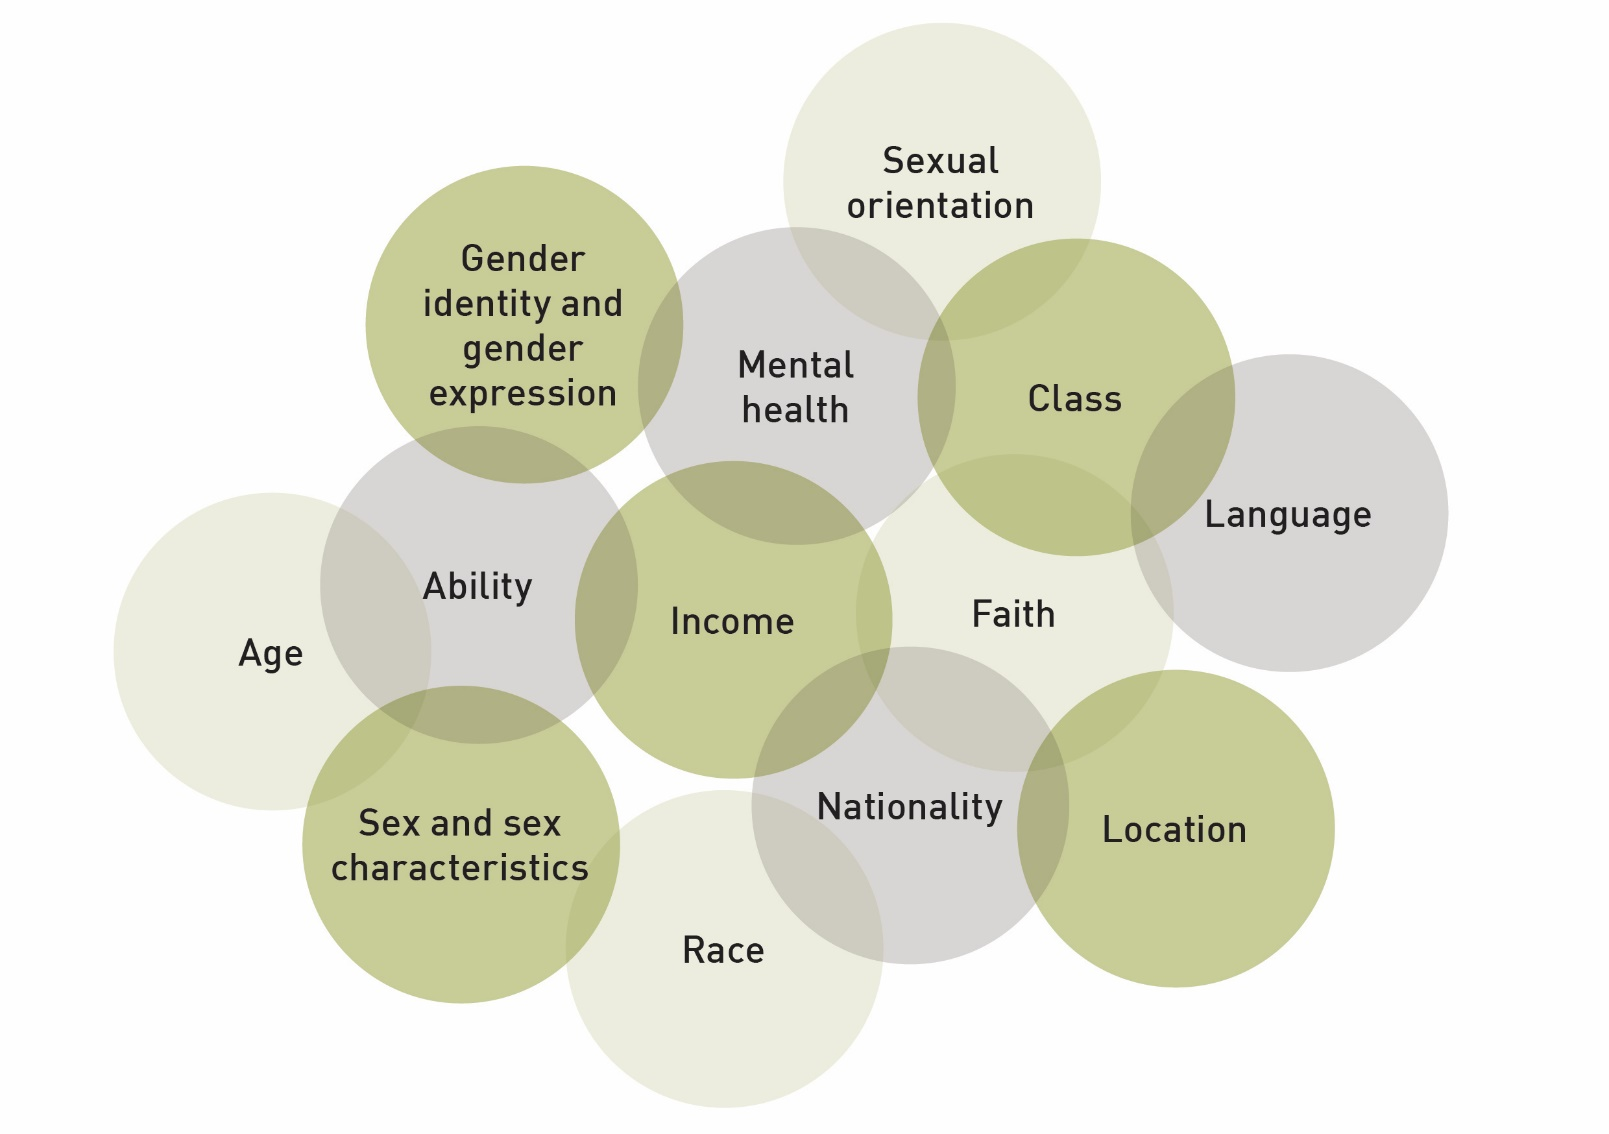 Sexual
orientation
Gender
identity and
gender
expression
Mental
health
Class
Language
Ability
Income
Faith
Age
Sex and sex
characteristics
Nationality
Location
Race